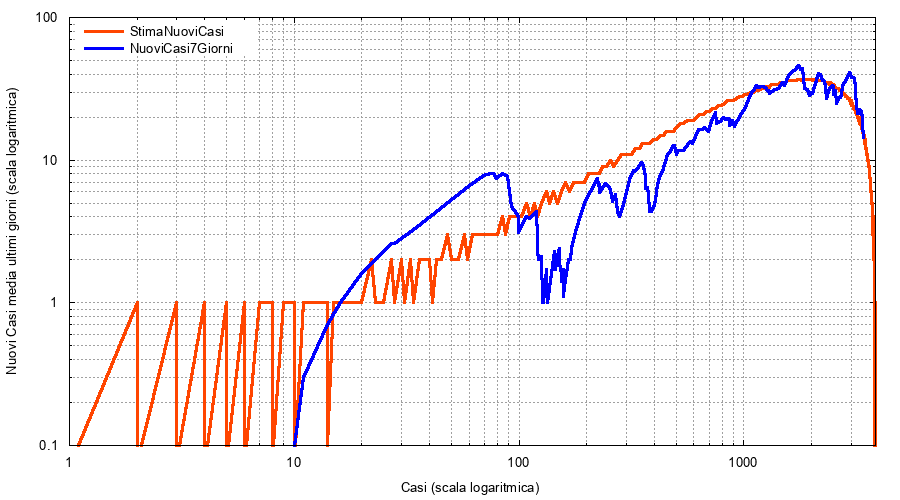 100
StimaNuoviCasi
NuoviCasi7Giorni
10
1
0.1
Nuovi Casi media ultimi giorni (scala logaritmica)
1
10
100
1000
Casi (scala logaritmica)